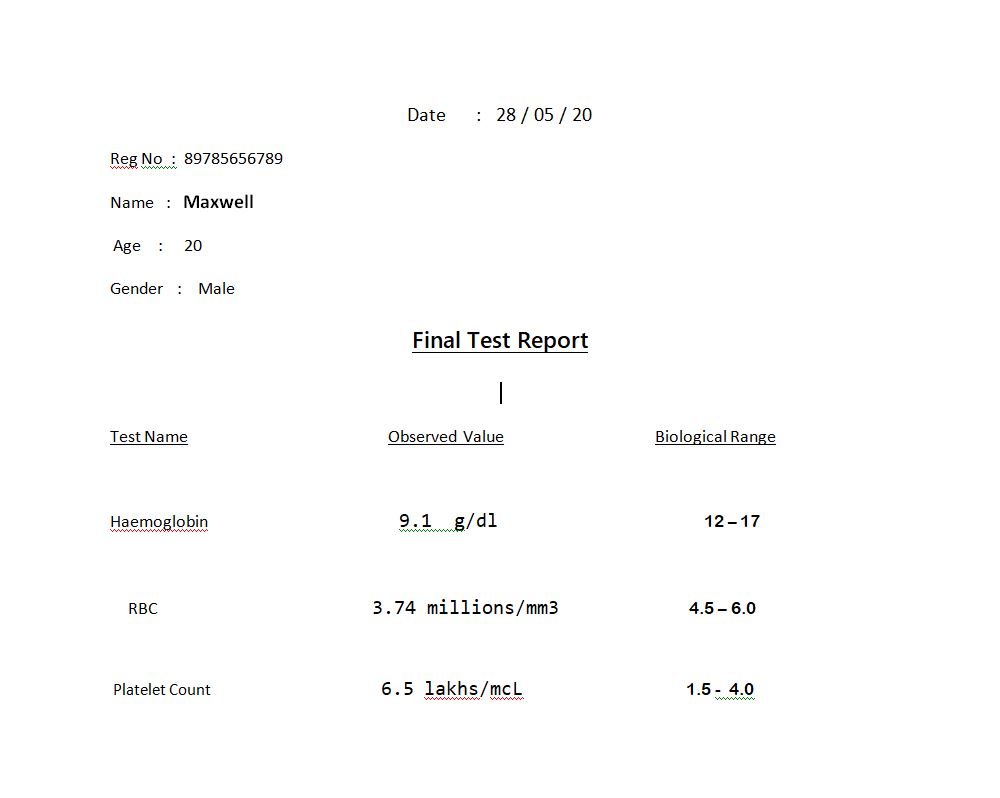 Date : 28 / 05 / 20
Reg No : 89785656789
Name : Maxwell
Age : 20
Gender : Male
Final Test Report
Test Name Observed Value Biological Range
Haemoglobin 9.1 g/dl 12 – 17
RBC 3.74 millions/mm3 4.5 – 6.0
Platelet Count 6.5 lakhs/mcL 1.5 - 4.0